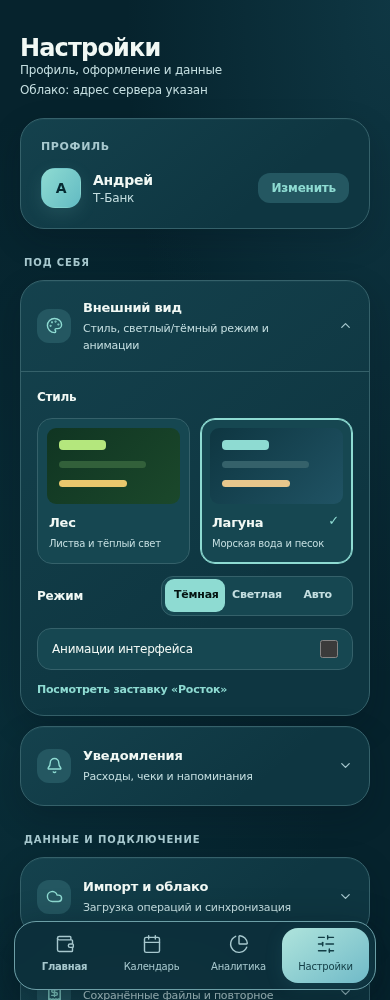 Настройки
Профиль, оформление и данные
Облако: адрес сервера указан
ПРОФИЛЬ
А
Андрей
Т-Банк
Изменить
ПОД СЕБЯ
Внешний вид
Стиль, светлый/тёмный режим и
анимации
Стиль
Лес
Листва и тёплый свет
Лагуна
✓
Морская вода и песок
Режим
Тёмная
Светлая
Авто
Анимации интерфейса
Посмотреть заставку «Росток»
Уведомления
Расходы, чеки и напоминания
ДАННЫЕ И ПОДКЛЮЧЕНИЕ
Импорт и облако
Загрузка операций и синхронизация
Главная
Календарь
Аналитика
Настройки
Сохранённые файлы и повторное